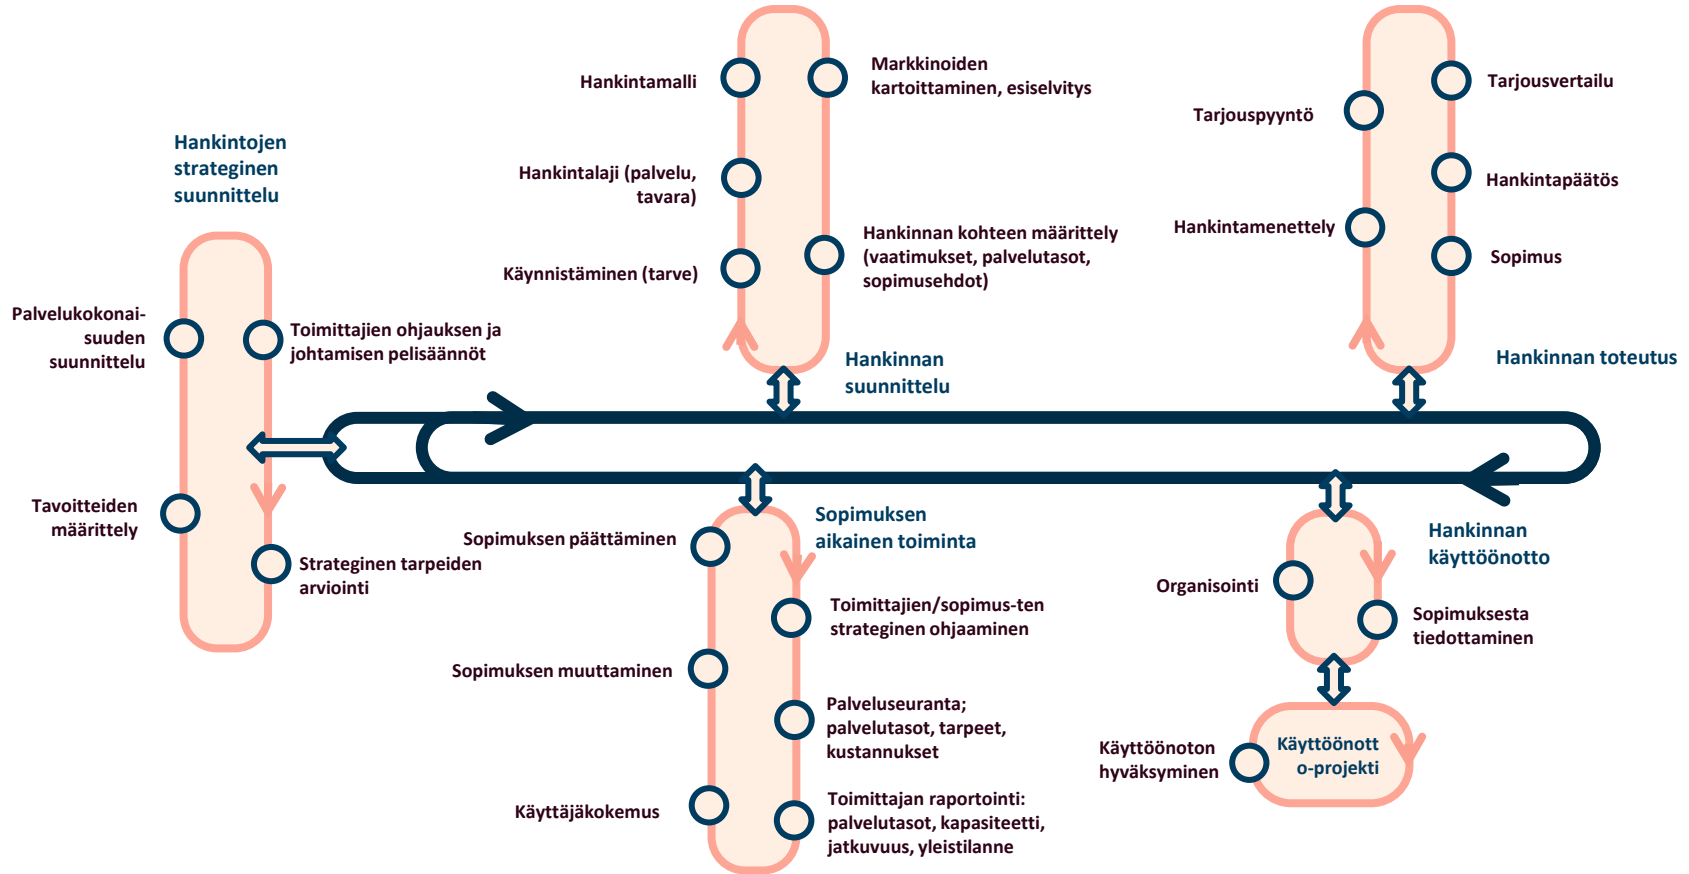 Hankintojen
strateginen
suunnittelu
Palvelukokonai-
suuden
suunnittelu
Toimittajien ohjauksen ja
johtamisen pelisäännöt
Tavoitteiden
määrittely
Strateginen tarpeiden
arviointi
Hankintamalli
Markkinoiden
kartoittaminen, esiselvitys
Hankintalaji (palvelu,
tavara)
Käynnistäminen (tarve)
Hankinnan kohteen määrittely
(vaatimukset, palvelutasot,
sopimusehdot)
Hankinnan
suunnittelu
Tarjouspyyntö
Tarjousvertailu
Hankintapäätös
Hankintamenettely
Sopimus
Hankinnan toteutus
Sopimuksen
aikainen toiminta
Sopimuksen päättäminen
Toimittajien/sopimus-ten
strateginen ohjaaminen
Sopimuksen muuttaminen
Palveluseuranta;
palvelutasot, tarpeet,
kustannukset
Käyttäjäkokemus
Toimittajan raportointi:
palvelutasot, kapasiteetti,
jatkuvuus, yleistilanne
Hankinnan
käyttöönotto
Organisointi
Sopimuksesta
tiedottaminen
Käyttöönoton
hyväksyminen
Käyttöönott
o-projekti